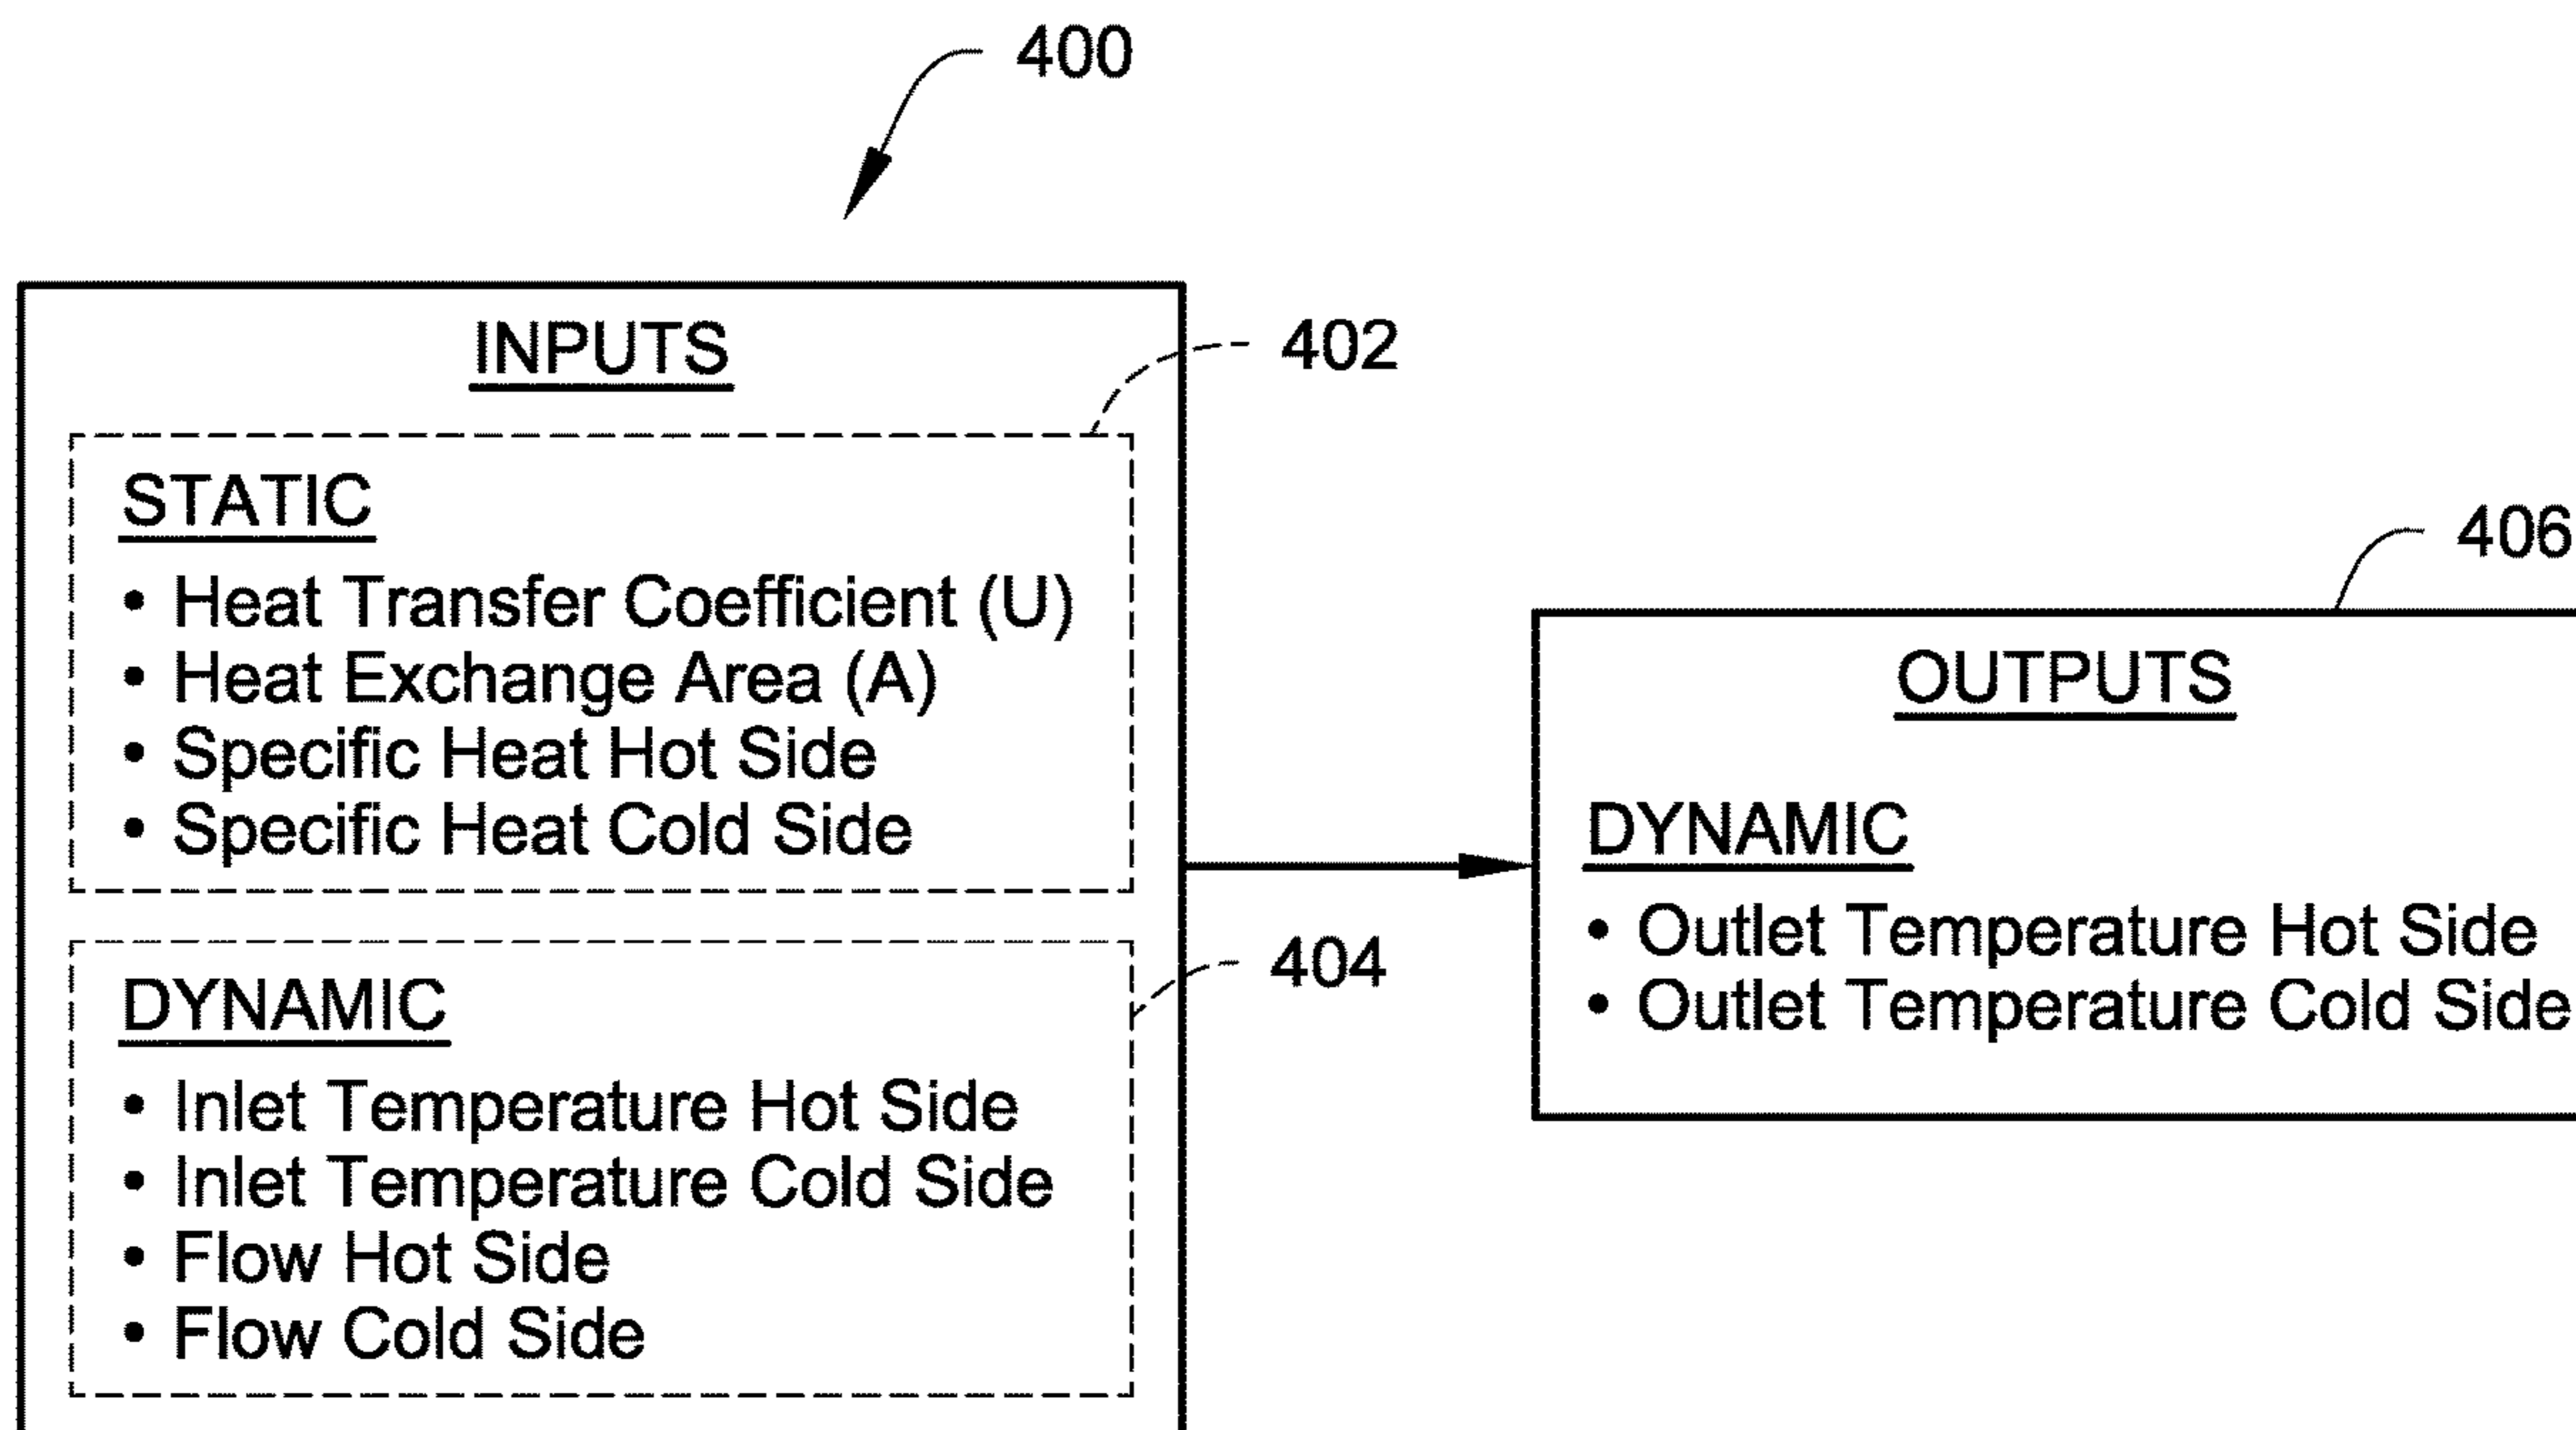 400
INPUTS
402
STATIC
• Heat Transfer Coefficient (U)
• Heat Exchange Area (A)
• Specific Heat Hot Side
• Specific Heat Cold Side
404
DYNAMIC
• Inlet Temperature Hot Side
• Inlet Temperature Cold Side
• Flow Hot Side
• Flow Cold Side
406
OUTPUTS
DYNAMIC
• Outlet Temperature Hot Side
• Outlet Temperature Cold Side